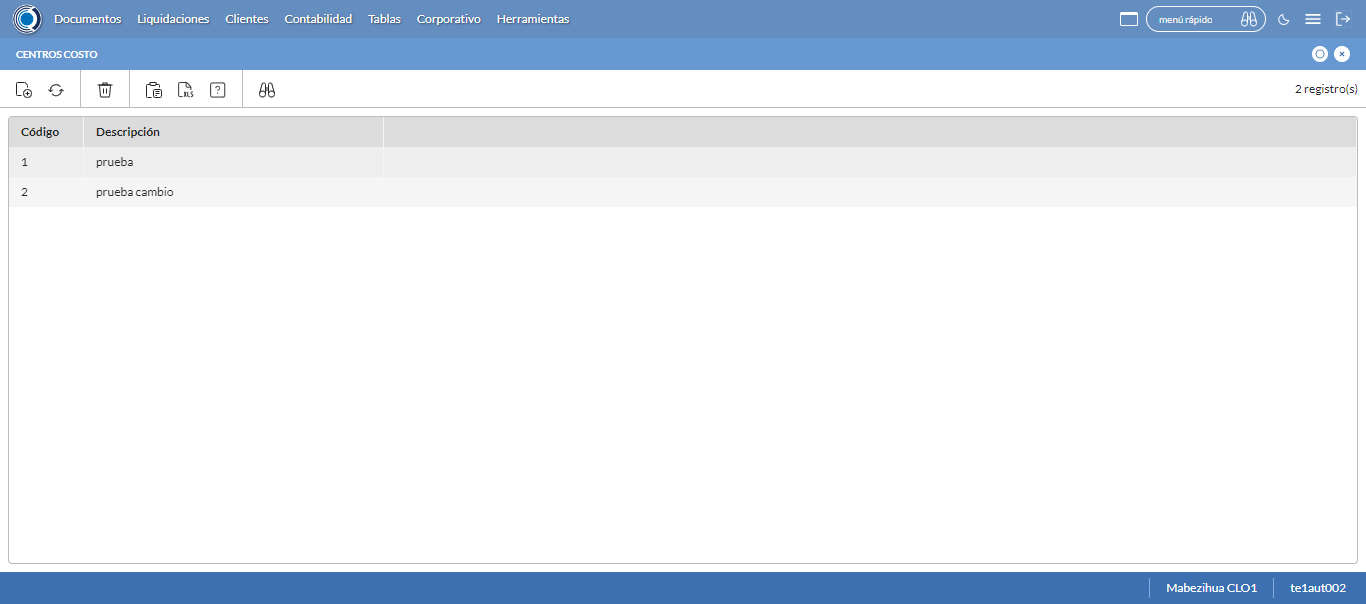 Documentos Liquidaciones Clientes Contabilidad Tablas Corporativo Herramientas menú rápido
CENTROS COSTO
XLS ? 2 registro(s)
Código Descripción
1 prueba
2 prueba cambio
Mabezihua CLO1 te1aut002